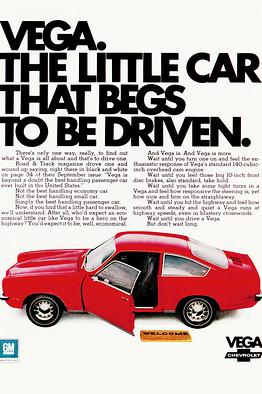 VEGA.
THE LITTLE CAR
THAT BEGS
TO BE DRIVEN.
There's only one way, really, to find out
what a Vega is all about and that's to drive one.
Road & Track magazine drove one and
wound up saying, right there in black and white
on page 34 of their September issue: "Vega is
beyond a doubt the best handling passenger car
ever built in the United States."
Not the best handling economy car.
Not the best handling small car.
Simply the best handling passenger car.
Now, if you find that a little hard to swallow,
we'll understand. After all, who'd expect an eco-
nomical little car like Vega to be a hero on the
highway? You'd expect it to be, well, economical.
And Vega is. And Vega is more.
Wait until you turn one on and feel the en-
thusiastic response of Vega's standard 140-cubic-
inch overhead cam engine.
Wait until you feel those big 10-inch front
disc brakes, also standard, take hold.
Wait until you take some tight turns in a
Vega and feel how responsive the steering is, yet
how nice and firm on the straightaway.
Wait until you hit the highway and feel how
smooth and steady and quiet a Vega runs at
highway speeds, even in blustery crosswinds.
Wait until you drive a Vega.
But don't wait long.
WELCOME
GM
VEGA
CHEVROLET